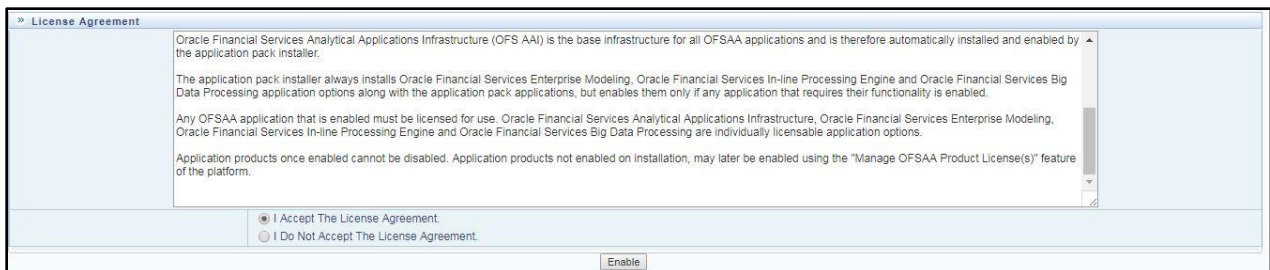 » License Agreement
Oracle Financial Services Analytical Applications Infrastructure (OFS AAI) is the base infrastructure for all OFSAA applications and is therefore automatically installed and enabled by
the application pack installer.
The application pack installer always installs Oracle Financial Services Enterprise Modeling, Oracle Financial Services In-line Processing Engine and Oracle Financial Services Big
Data Processing application options along with the application pack applications, but enables them only if any application that requires their functionality is enabled.
Any OFSAA application that is enabled must be licensed for use. Oracle Financial Services Analytical Applications Infrastructure, Oracle Financial Services Enterprise Modeling,
Oracle Financial Services In-line Processing Engine and Oracle Financial Services Big Data Processing are individually licensable application options.
Application products once enabled cannot be disabled. Application products not enabled on installation, may later be enabled using the "Manage OFSAA Product License(s)" feature
of the platform.
I Accept The License Agreement.
I Do Not Accept The License Agreement.
Enable